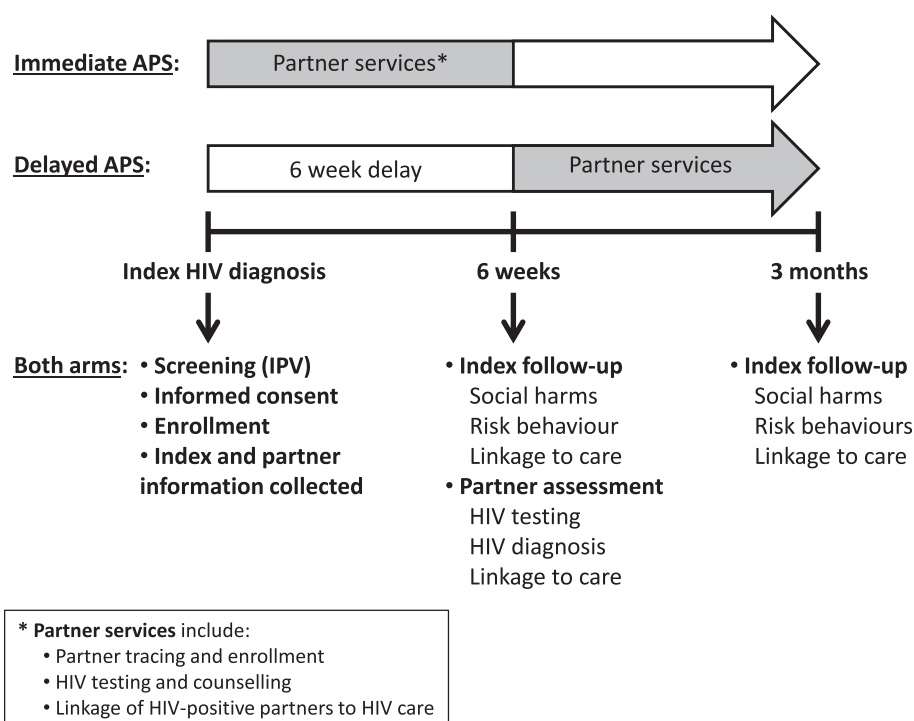 Immediate APS:
Partner services*
Delayed APS:
6 week delay
Partner services
Index HIV diagnosis
6 weeks
3 months
Both arms:
• Screening (IPV)
• Informed consent
• Enrollment
• Index and partner
information collected
• Index follow-up
Social harms
Risk behaviour
Linkage to care
• Partner assessment
HIV testing
HIV diagnosis
Linkage to care
• Index follow-up
Social harms
Risk behaviours
Linkage to care
* Partner services include:
• Partner tracing and enrollment
• HIV testing and counselling
• Linkage of HIV-positive partners to HIV care